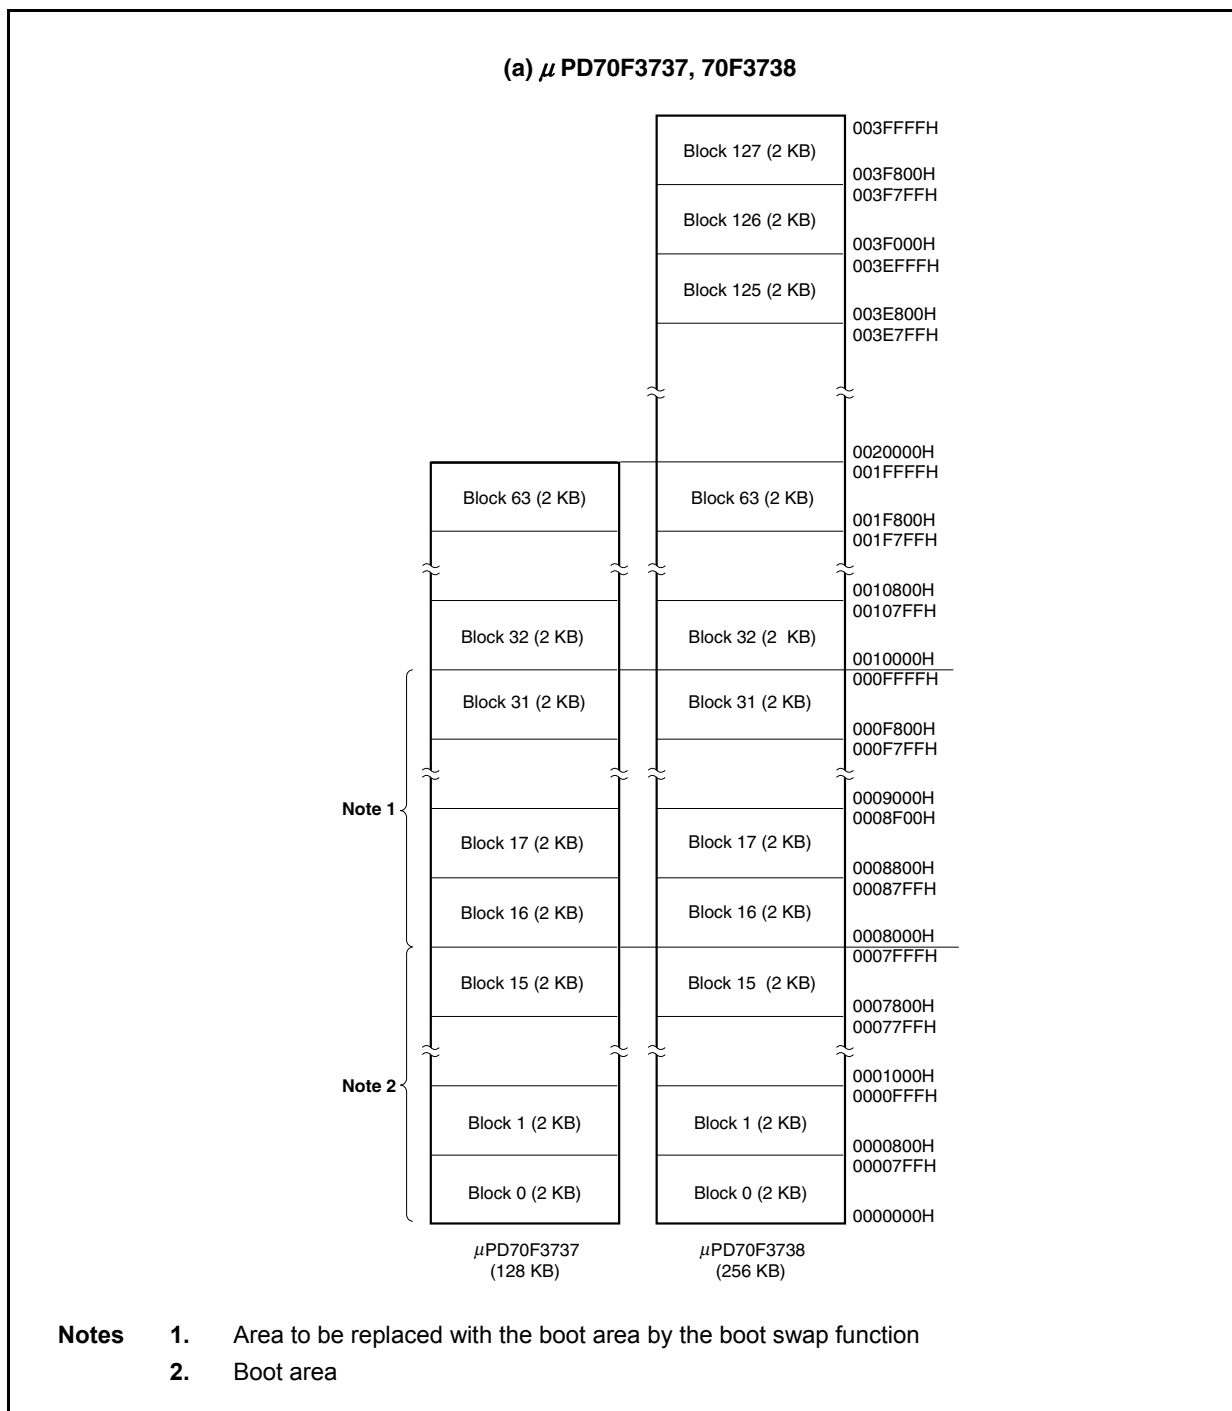 (a) μ PD70F3737, 70F3738
003FFFFH
Block 127 (2 KB)
003F800H
003F7FFH
Block 126 (2 KB)
003F000H
003EFFFH
Block 125 (2 KB)
003E800H
003E7FFH
0020000H
001FFFFH
Block 63 (2 KB) Block 63 (2 KB)
001F800H
001F7FFH
0010800H
00107FFH
Block 32 (2 KB) Block 32 (2 KB)
0010000H
000FFFFH
Block 31 (2 KB) Block 31 (2 KB)
000F800H
000F7FFH
Note 1
0009000H
0008F00H
Block 17 (2 KB) Block 17 (2 KB)
0008800H
00087FFH
Block 16 (2 KB) Block 16 (2 KB)
0008000H
0007FFFH
Block 15 (2 KB) Block 15 (2 KB)
0007800H
00077FFH
Note 2
0001000H
0000FFFH
Block 1 (2 KB) Block 1 (2 KB)
0000800H
00007FFH
Block 0 (2 KB) Block 0 (2 KB)
0000000H
μPD70F3737 μPD70F3738
(128 KB) (256 KB)
Notes 1. Area to be replaced with the boot area by the boot swap function
2. Boot area